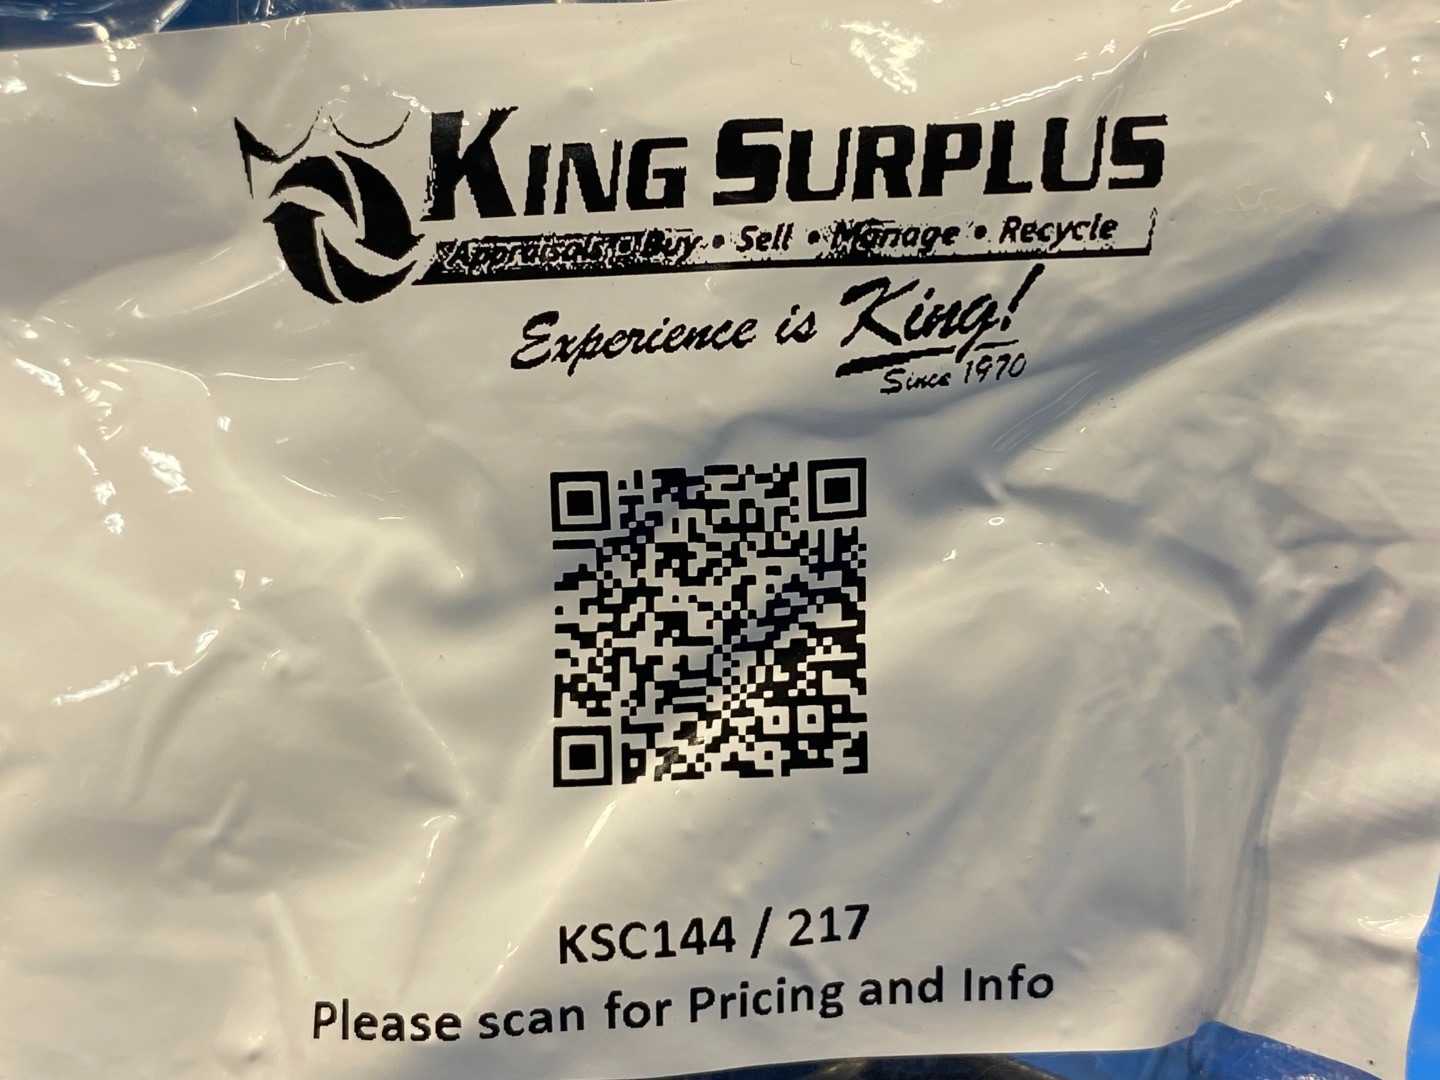 KING SURPLUS
Appraisals • Buy • Sell • Manage • Recycle
Experience is King!
Since 1970
KSC144 / 217
Please scan for Pricing and Info